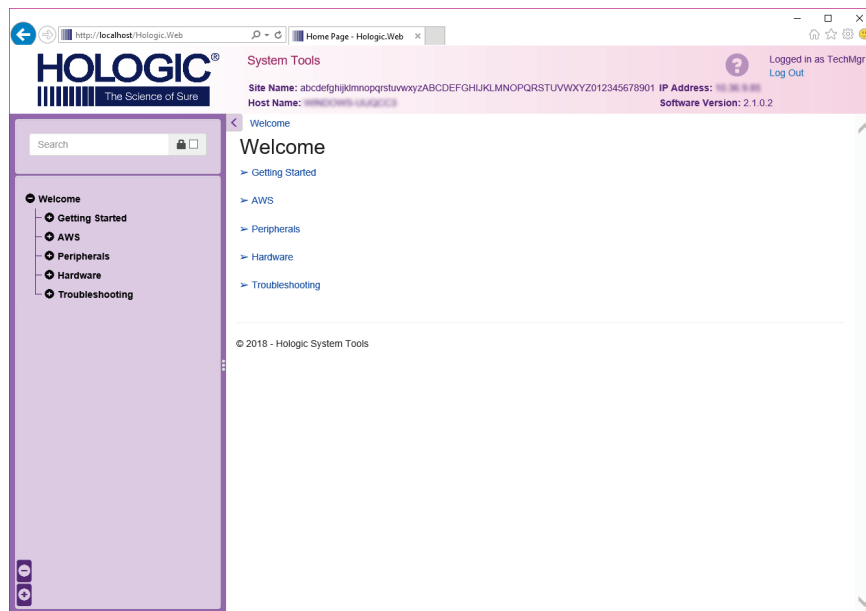 http://localhost/Hologic.Web
Home Page - Hologic.Web
HOLOGIC®
The Science of Sure
System Tools
Logged in as TechMgr
Log Out
Site Name: abcdefghijklmnopqrstuvwxyzABCDEFGHIJKLMNOPQRSTUVWXYZ012345678901 IP Address:
Host Name:
Software Version: 2.1.0.2
Search
Welcome
Getting Started
AWS
Peripherals
Hardware
Troubleshooting
Welcome
Welcome
➢ Getting Started
➢ AWS
➢ Peripherals
➢ Hardware
➢ Troubleshooting
© 2018 - Hologic System Tools